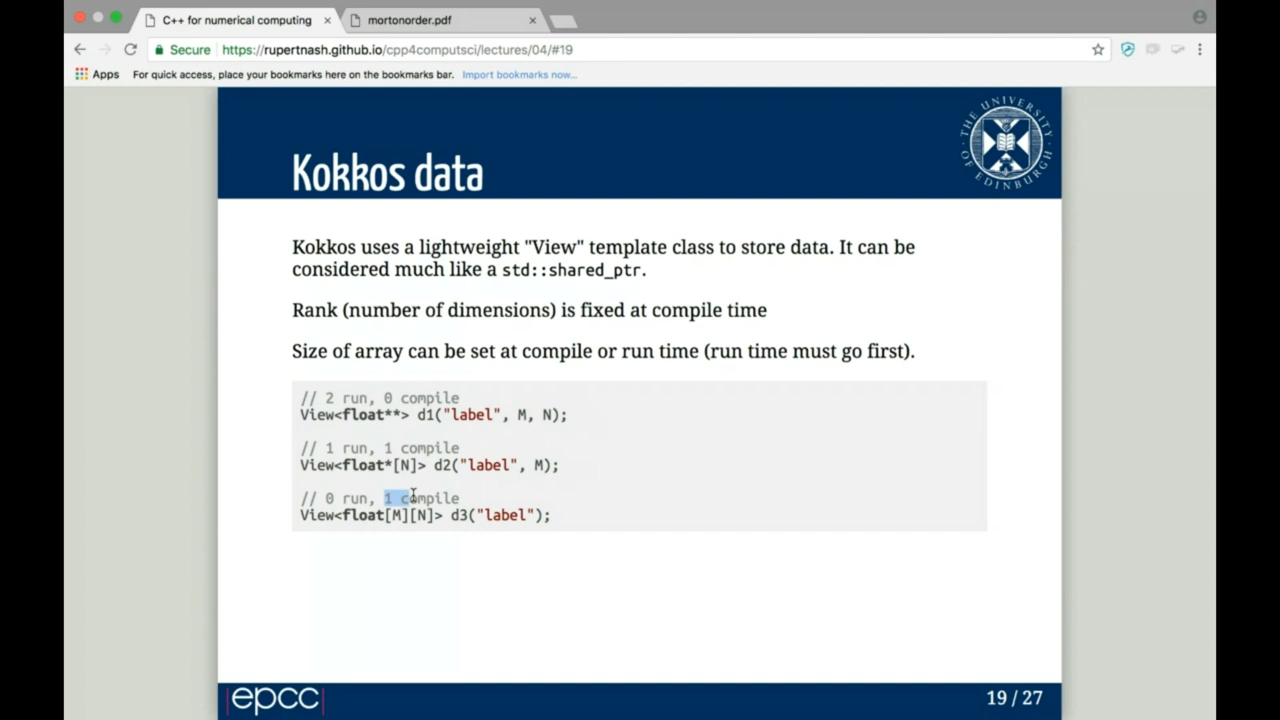 C++ for numerical computing
mortonorder.pdf
Secure https://rupertnash.github.io/cpp4computsci/lectures/04/#19
Apps For quick access, place your bookmarks here on the bookmarks bar. Import bookmarks now...
THE UNIVERSITY OF EDINBURGH
Kokkos data
Kokkos uses a lightweight "View" template class to store data. It can be
considered much like a std::shared_ptr.
Rank (number of dimensions) is fixed at compile time
Size of array can be set at compile or run time (run time must go first).
// 2 run, 0 compile
View<float**> d1("label", M, N);
// 1 run, 1 compile
View<float*[N]> d2("label", M);
// 0 run, 1 compile
View<float[M][N]> d3("label");
epcc
19 / 27